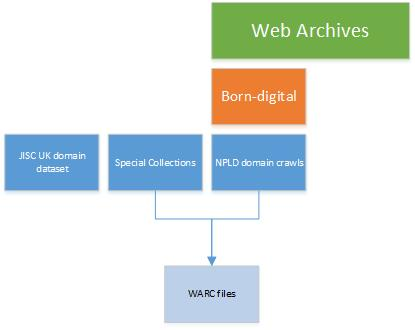 Web Archives
Born-digital
JISC UK domain
dataset
Special Collections
NPLD domain crawls
WARC files